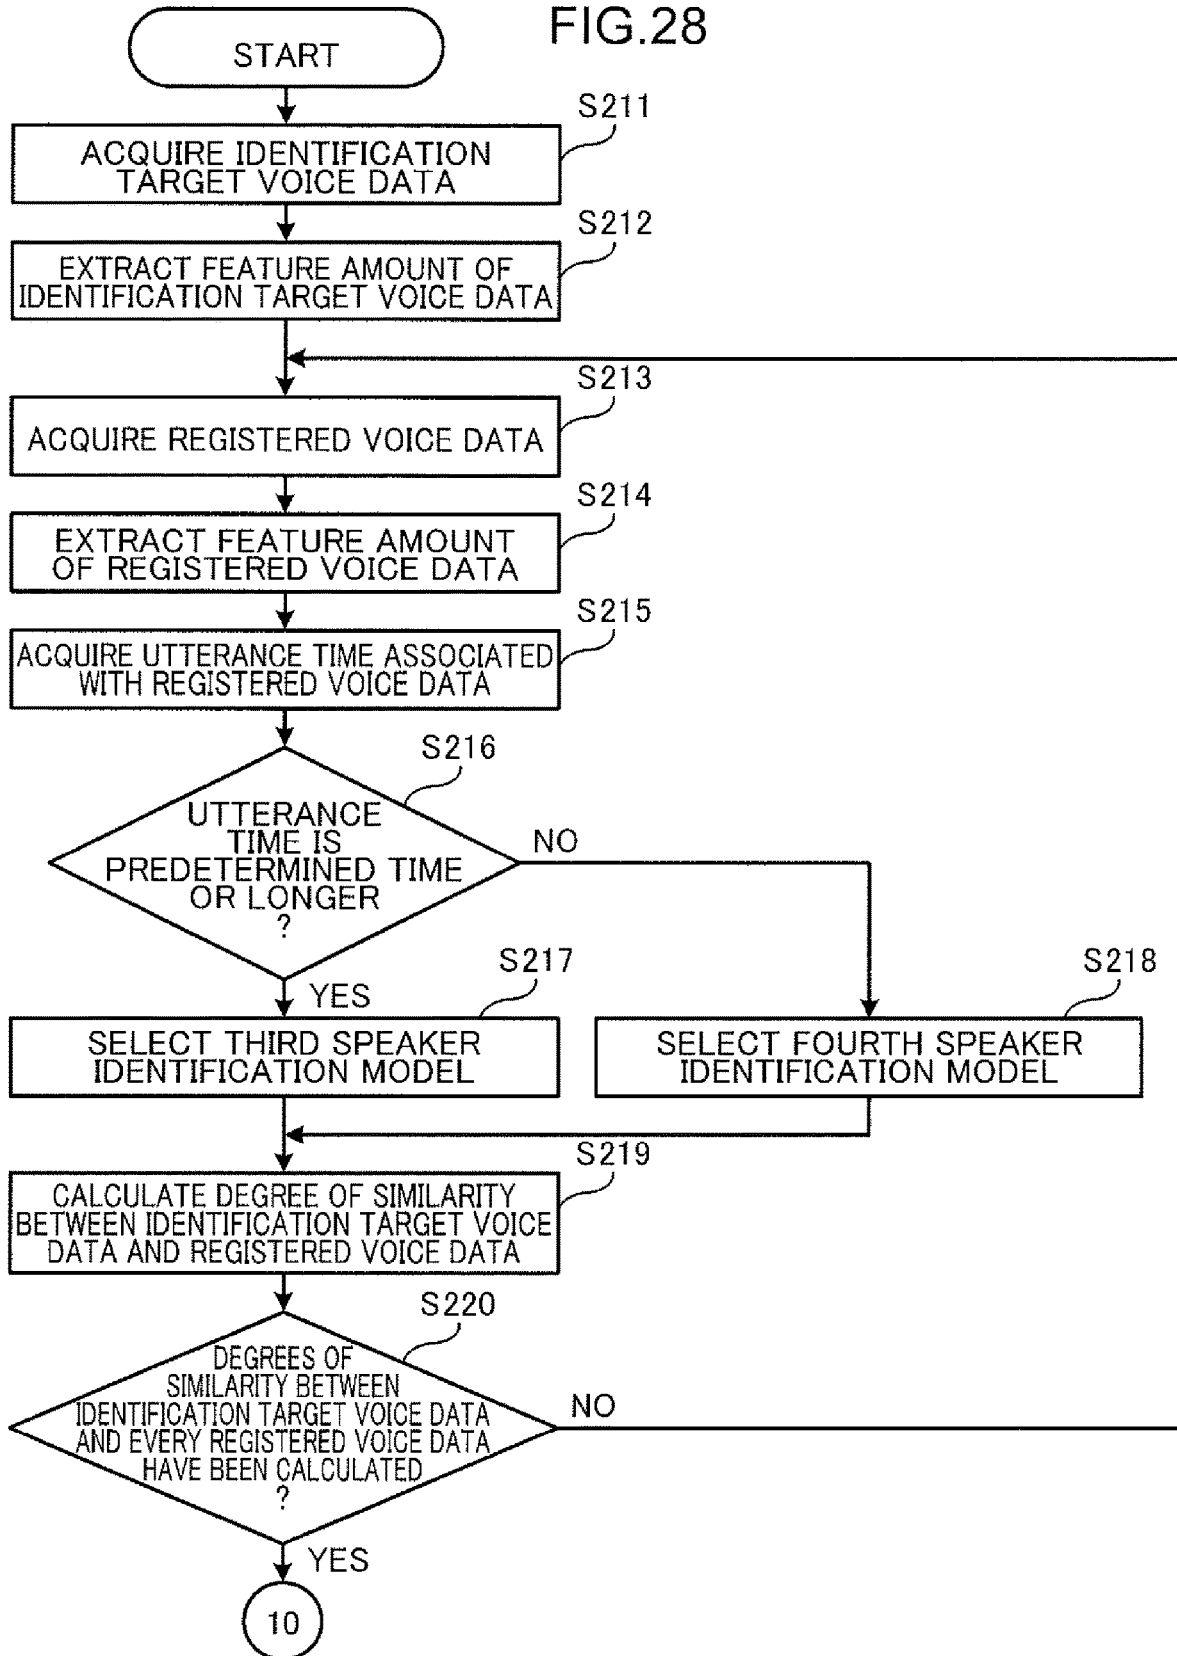 FIG.28
START
S211
ACQUIRE IDENTIFICATION
TARGET VOICE DATA
S212
EXTRACT FEATURE AMOUNT OF
IDENTIFICATION TARGET VOICE DATA
S213
ACQUIRE REGISTERED VOICE DATA
S214
EXTRACT FEATURE AMOUNT
OF REGISTERED VOICE DATA
S215
ACQUIRE UTTERANCE TIME ASSOCIATED
WITH REGISTERED VOICE DATA
S216
UTTERANCE
TIME IS
PREDETERMINED TIME
OR LONGER
?
NO
YES
S217
SELECT THIRD SPEAKER
IDENTIFICATION MODEL
S218
SELECT FOURTH SPEAKER
IDENTIFICATION MODEL
S219
CALCULATE DEGREE OF SIMILARITY
BETWEEN IDENTIFICATION TARGET VOICE
DATA AND REGISTERED VOICE DATA
S220
DEGREES OF
SIMILARITY BETWEEN
IDENTIFICATION TARGET VOICE DATA
AND EVERY REGISTERED VOICE DATA
HAVE BEEN CALCULATED
?
NO
YES
10